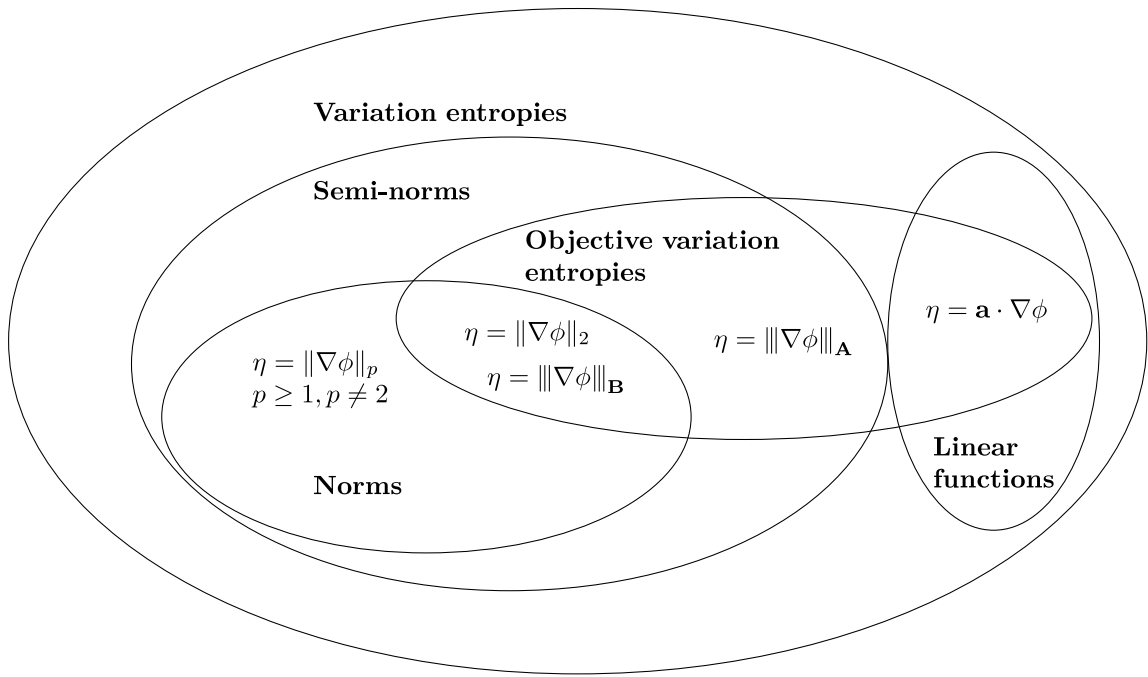 Variation entropies
Semi-norms
Objective variation
entropies
η = a · ∇ϕ
η = ‖∇ϕ‖₂
η = |||∇ϕ|||_A
η = ‖∇ϕ‖_p
p ≥ 1, p ≠ 2
η = |||∇ϕ|||_B
Linear
functions
Norms